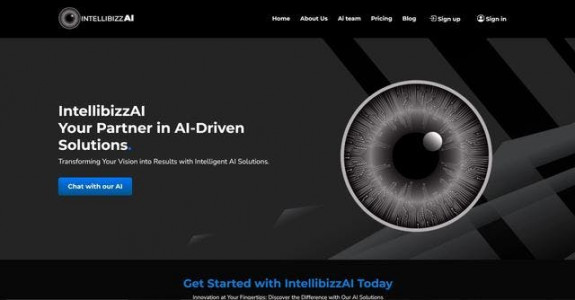 INTELLIBIZZ AI
Home About Us Ai team Pricing Blog Sign up Sign in
IntellibizzAI
Your Partner in AI-Driven
Solutions.
Transforming Your Vision into Results with Intelligent AI Solutions.
Chat with our AI
Get Started with IntellibizzAI Today
Innovation at Your Fingertips: Discover the Difference with Our AI Solutions